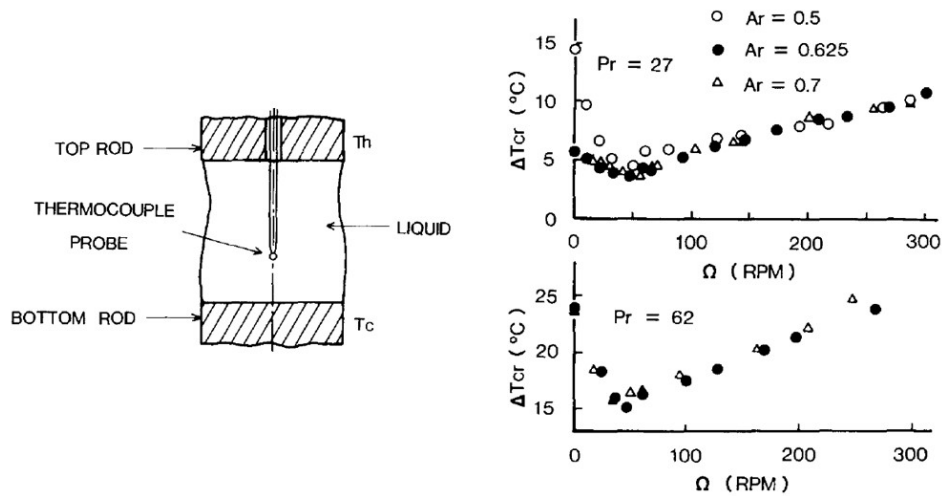 TOP ROD
THERMOCOUPLE
PROBE
BOTTOM ROD
Th
LIQUID
Tc
○ Ar = 0.5
● Ar = 0.625
△ Ar = 0.7
Pr = 27
ΔTcr (°C)
15
10
5
0
0 100 200 300
Ω (RPM)
Pr = 62
ΔTcr (°C)
25
20
15
0 100 200 300
Ω (RPM)